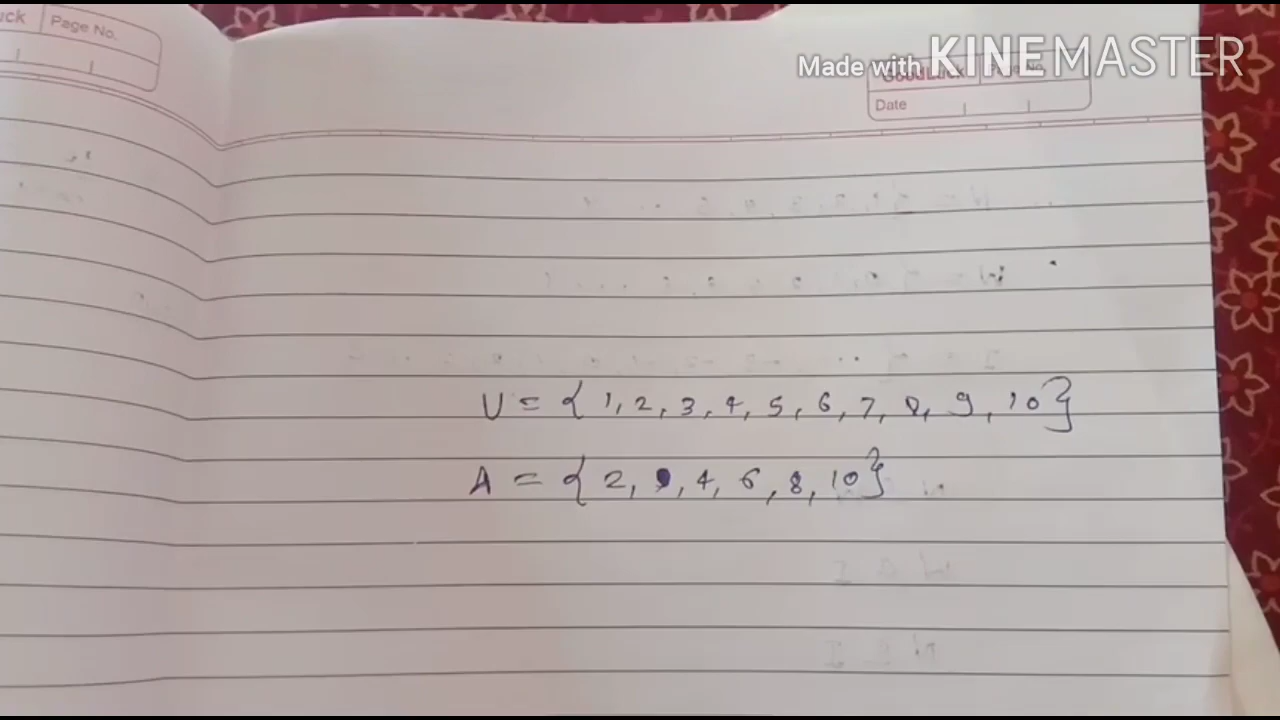 uck Page No.
Made with KINEMASTER
Date
U = { 1, 2, 3, 4, 5, 6, 7, 8, 9, 10 }
A = { 2, , 4, 6, 8, 10 }